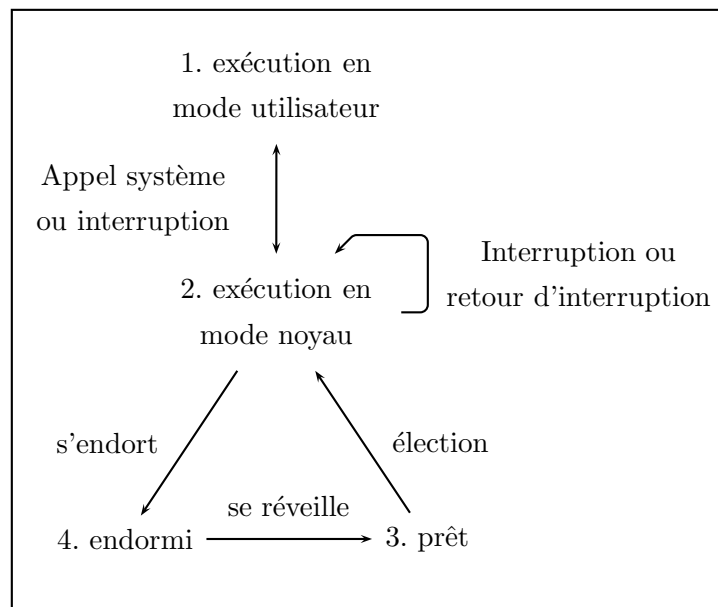 1. exécution en
mode utilisateur
Appel système
ou interruption
Interruption ou
retour d'interruption
2. exécution en
mode noyau
s'endort
élection
se réveille
4. endormi
3. prêt